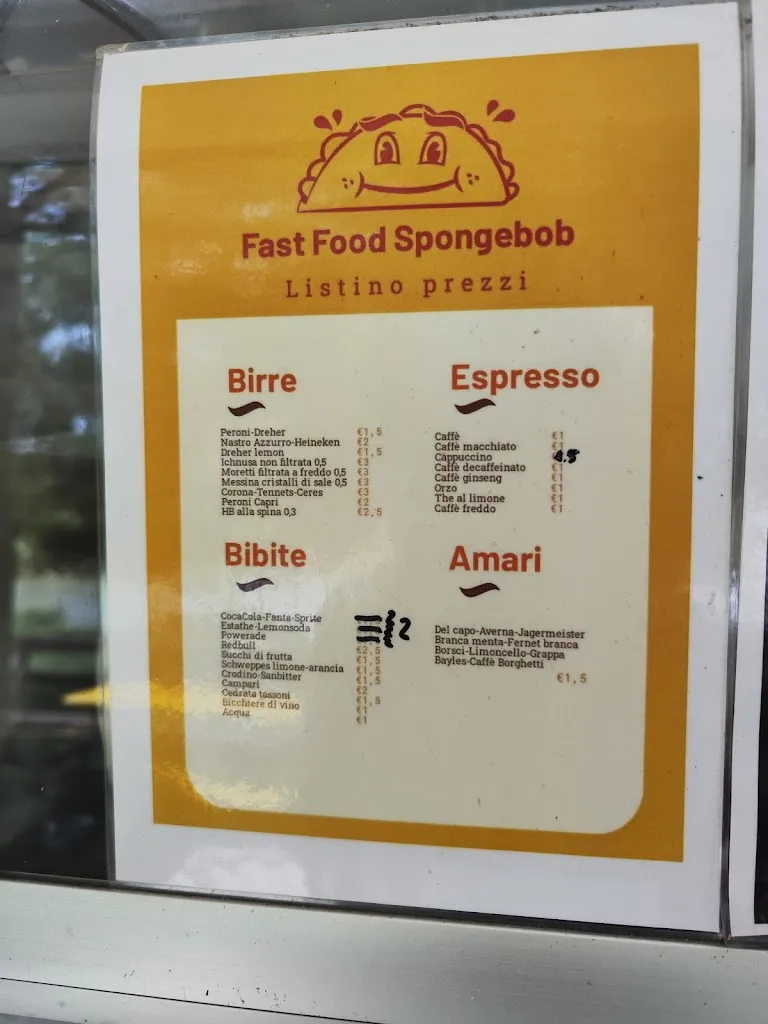 Fast Food Spongebob
Listino prezzi
Birre
Peroni-Dreher €1,5
Nastro Azzurro-Heineken €2
Dreher lemon €1,5
Ichnusa non filtrata 0,5 €3
Moretti filtrata a freddo 0,5 €3
Messina cristalli di sale 0,5 €3
Corona-Tennets-Ceres €3
Peroni Capri €2
HB alla spina 0,3 €2,5
Espresso
Caffè €1
Caffè macchiato €1
Cappuccino 1.5
Caffè decaffeinato €1
Caffè ginseng €1
Orzo €1
The al limone €1
Caffè freddo €1
Bibite
CocaCola-Fanta-Sprite
Estathe-Lemonsoda 2
Powerade
Redbull €2,5
Succhi di frutta €1,5
Schweppes limone-arancia €1,5
Crodino-Sanbitter €1,5
Campari €2
Cedrata tassoni €1,5
Bicchiere di vino €1
Acqua €1
Amari
Del capo-Averna-Jagermeister
Branca menta-Fernet branca
Borsci-Limoncello-Grappa
Bayles-Caffè Borghetti
€1,5